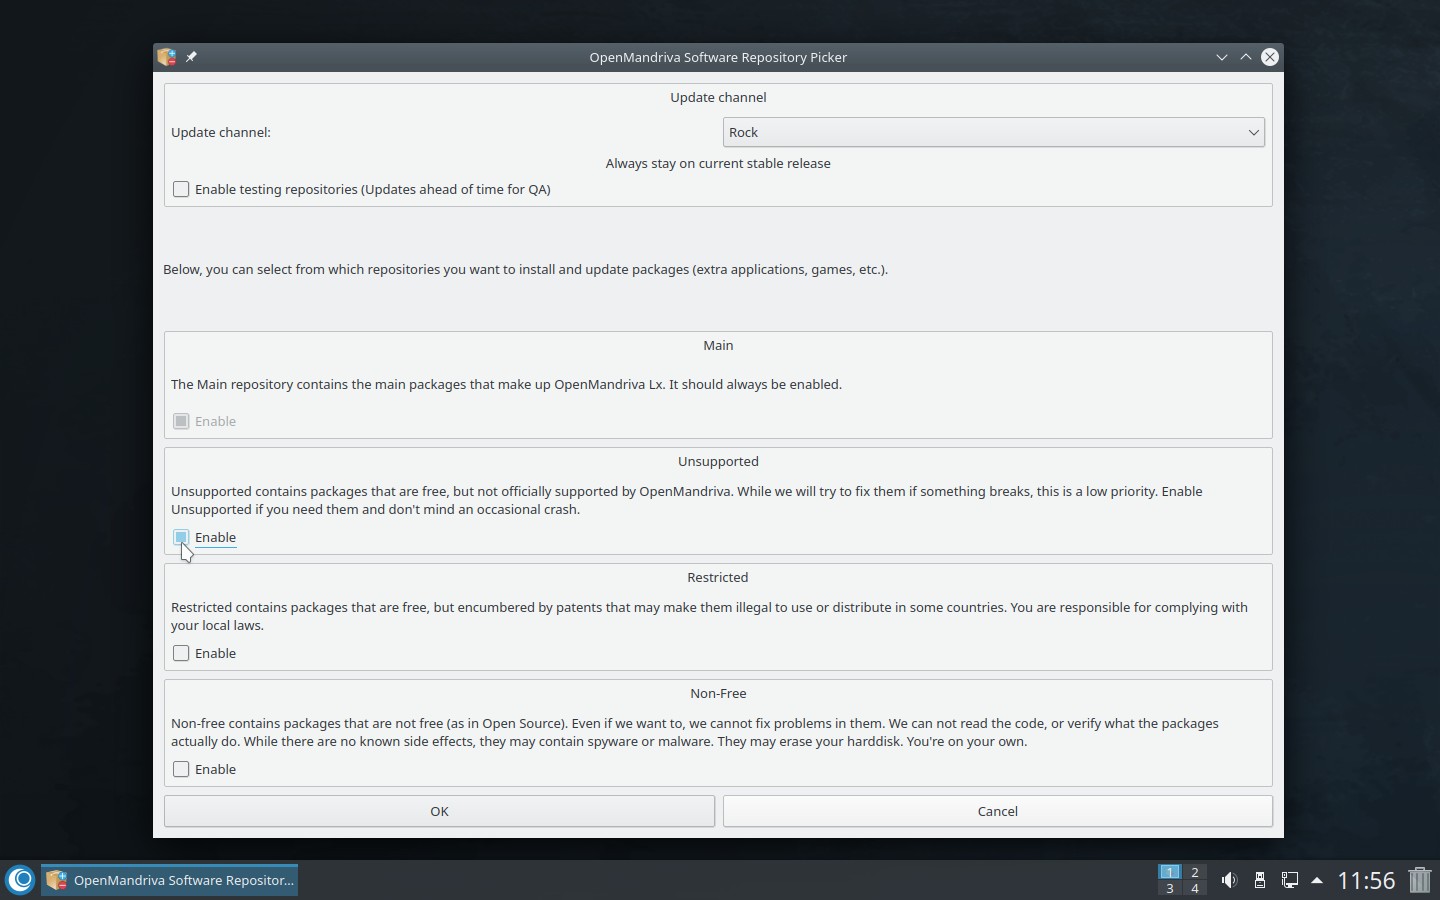 OpenMandriva Software Repository Picker
Update channel
Update channel:
Rock
Always stay on current stable release
Enable testing repositories (Updates ahead of time for QA)
Below, you can select from which repositories you want to install and update packages (extra applications, games, etc.).
Main
The Main repository contains the main packages that make up OpenMandriva Lx. It should always be enabled.
Enable
Unsupported
Unsupported contains packages that are free, but not officially supported by OpenMandriva. While we will try to fix them if something breaks, this is a low priority. Enable
Unsupported if you need them and don't mind an occasional crash.
Enable
Restricted
Restricted contains packages that are free, but encumbered by patents that may make them illegal to use or distribute in some countries. You are responsible for complying with
your local laws.
Enable
Non-Free
Non-free contains packages that are not free (as in Open Source). Even if we want to, we cannot fix problems in them. We can not read the code, or verify what the packages
actually do. While there are no known side effects, they may contain spyware or malware. They may erase your harddisk. You're on your own.
Enable
OK
Cancel
OpenMandriva Software Repositor...
1 2
3 4
11:56